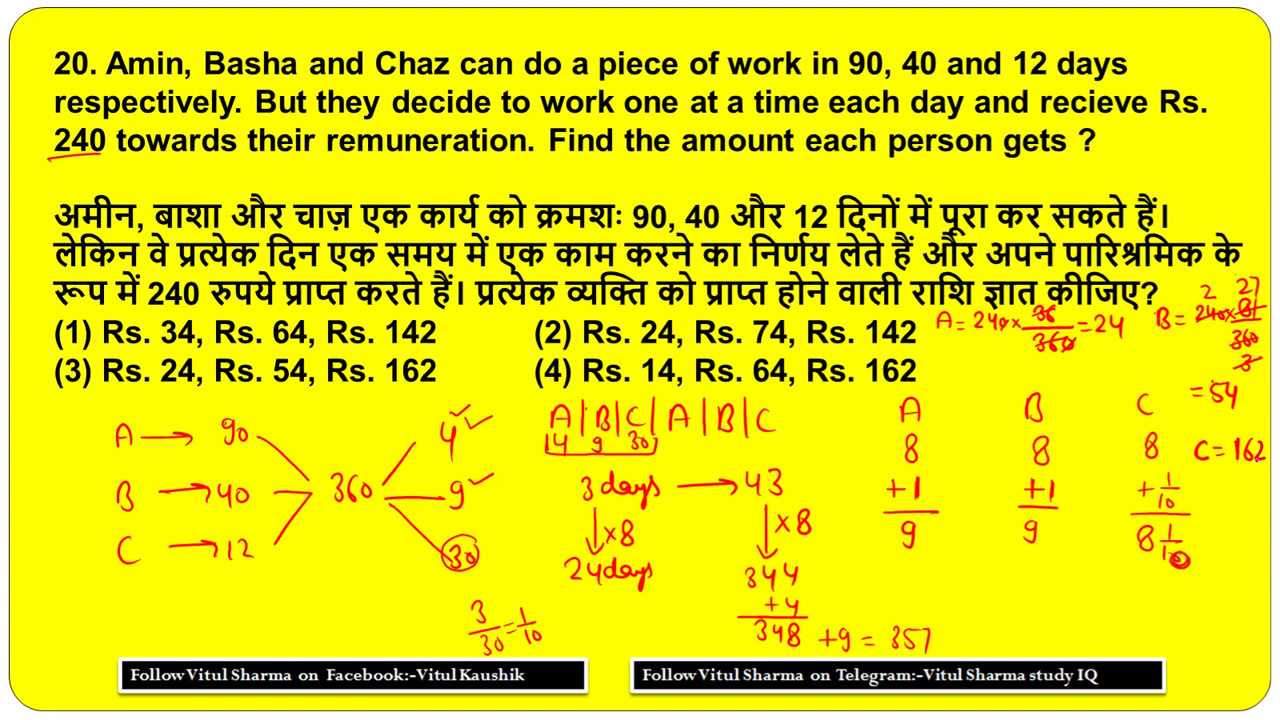 20. Amin, Basha and Chaz can do a piece of work in 90, 40 and 12 days
respectively. But they decide to work one at a time each day and recieve Rs.
240 towards their remuneration. Find the amount each person gets ?
अमीन, बाशा और चाज़ एक कार्य को क्रमशः 90, 40 और 12 दिनों में पूरा कर सकते हैं।
लेकिन वे प्रत्येक दिन एक समय में एक काम करने का निर्णय लेते हैं और अपने पारिश्रमिक के
रूप में 240 रुपये प्राप्त करते हैं। प्रत्येक व्यक्ति को प्राप्त होने वाली राशि ज्ञात कीजिए?
(1) Rs. 34, Rs. 64, Rs. 142 (2) Rs. 24, Rs. 74, Rs. 142
(3) Rs. 24, Rs. 54, Rs. 162 (4) Rs. 14, Rs. 64, Rs. 162
A = 240 × 36/360 = 24
B = 240 × 81/360
2 27
3
= 54
C = 162
A → 90
B → 40
C → 12
360
4
9
30
A | B | C | A | B | C
4 9 30
3 days → 43
×8 ×8
24 days 344
+4
348 + 9 = 357
3/30 = 1/10
A B C
8 8 8
+1 +1 +1/10
9 9 8 1/10
Follow Vitul Sharma on Facebook:-Vitul Kaushik
Follow Vitul Sharma on Telegram:-Vitul Sharma study IQ